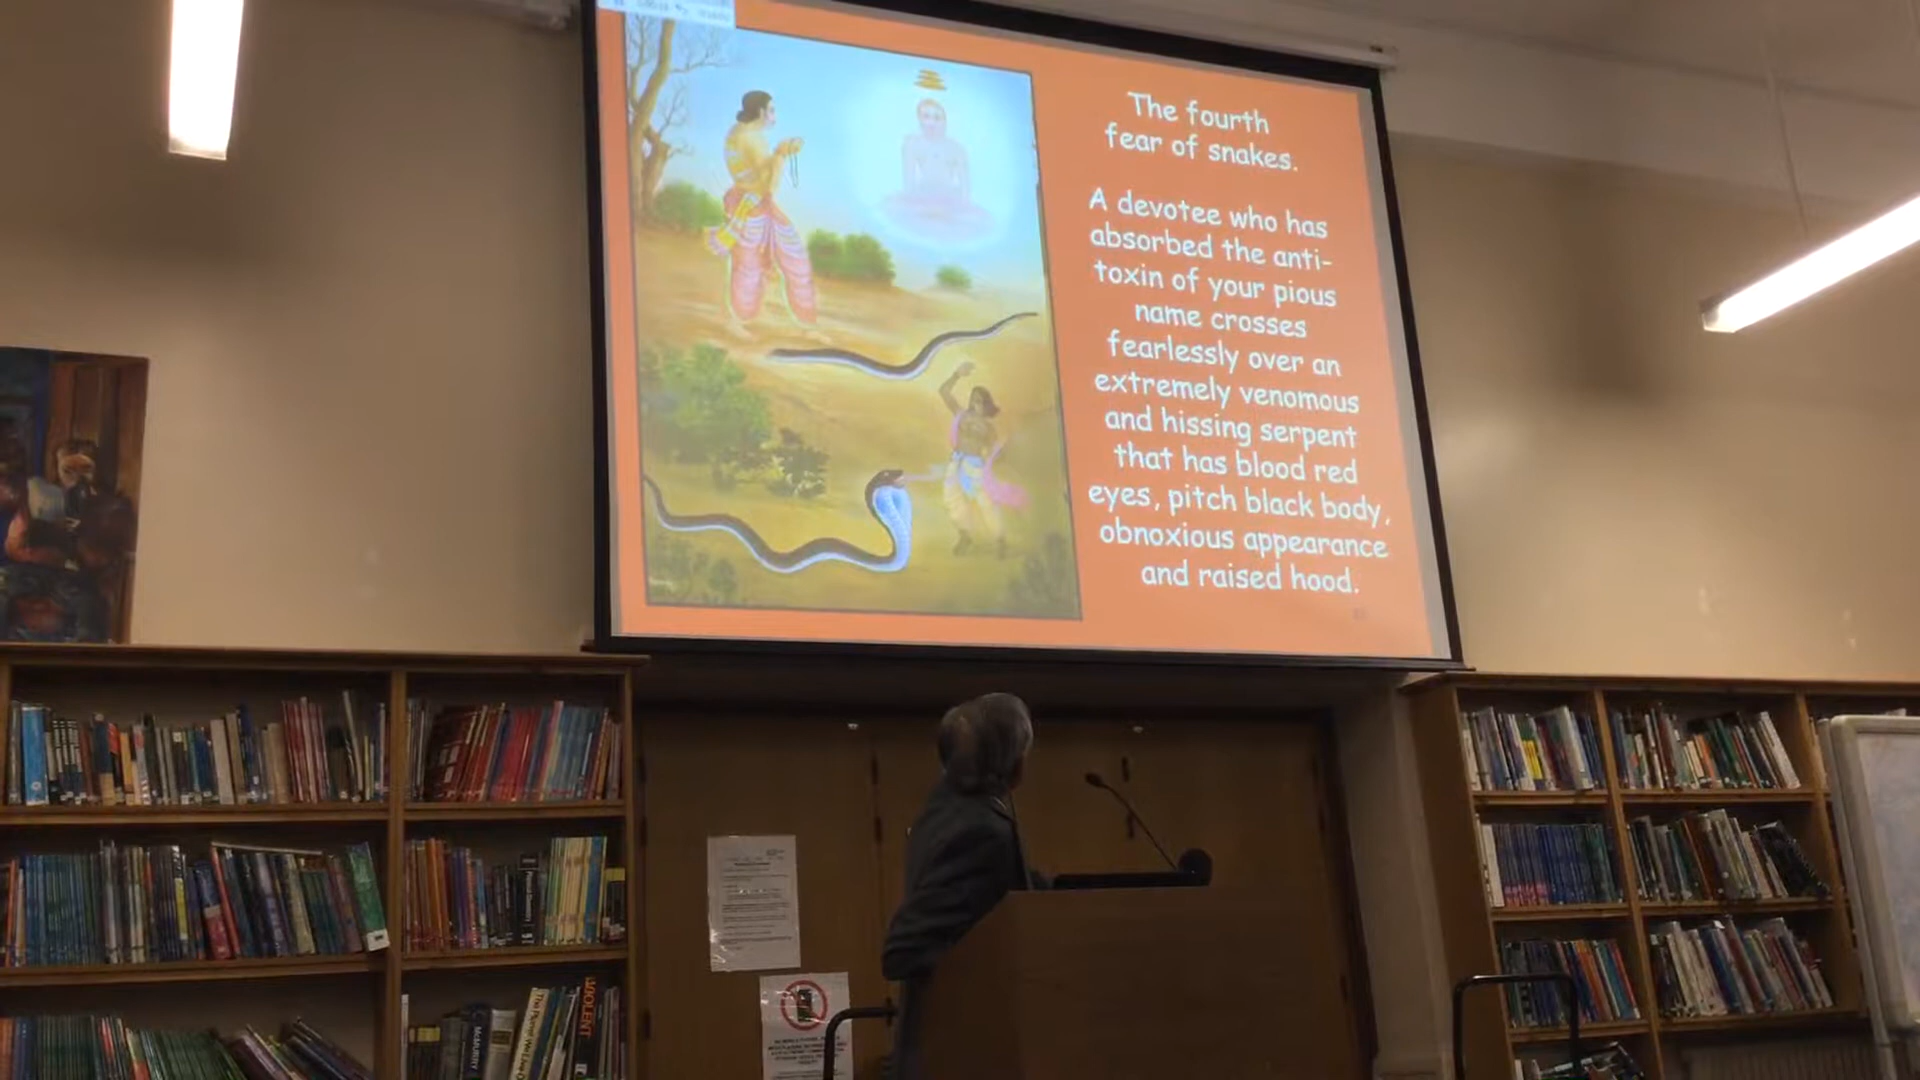 The fourth
fear of snakes.
A devotee who has
absorbed the anti-
toxin of your pious
name crosses
fearlessly over an
extremely venomous
and hissing serpent
that has blood red
eyes, pitch black body,
obnoxious appearance
and raised hood.
McMURRY
VIOLENT